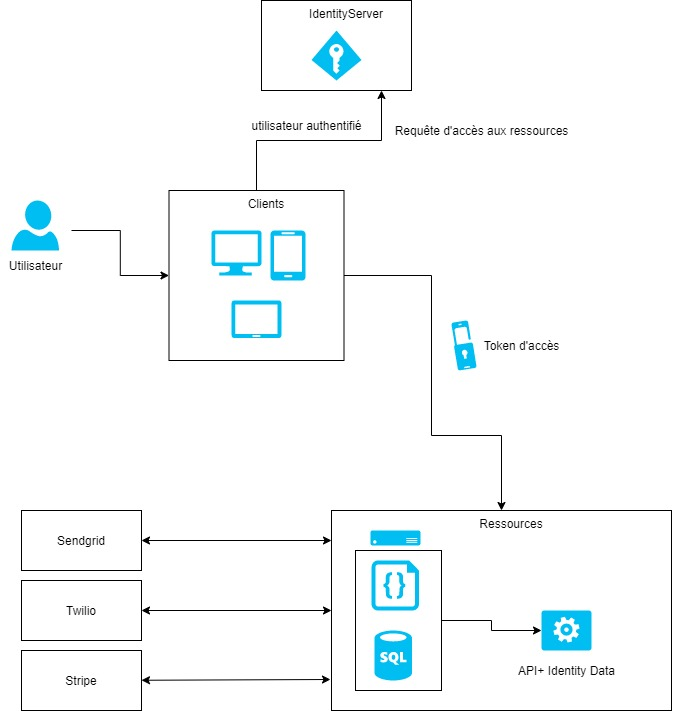 IdentityServer
utilisateur authentifié
Requête d'accès aux ressources
Clients
Utilisateur
Token d'accès
Ressources
Sendgrid
{}
Twilio
SQL
API+ Identity Data
Stripe